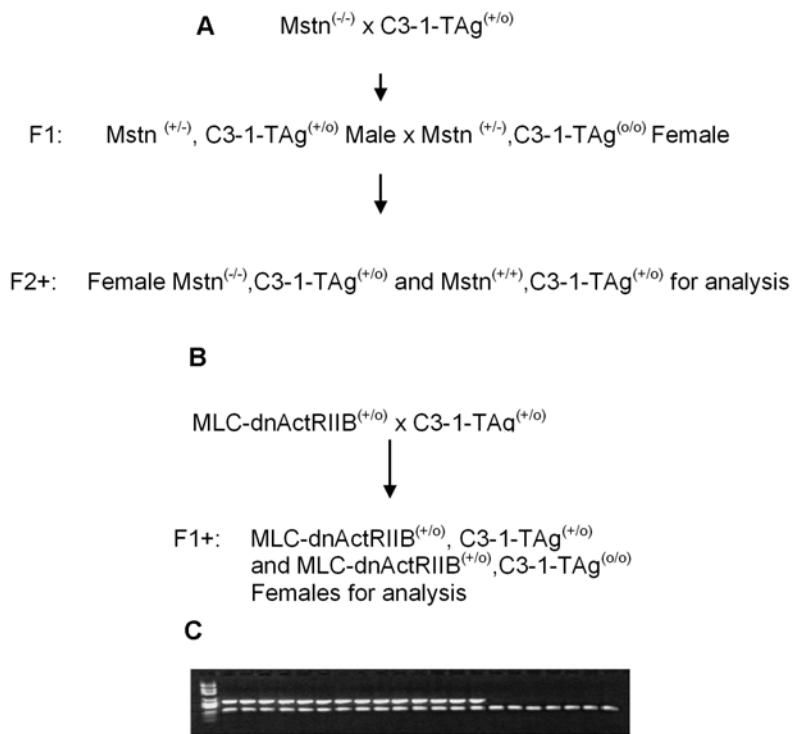 A Mstn(-/-) x C3-1-TAg(+/o)
F1: Mstn (+/-), C3-1-TAg(+/o) Male x Mstn (+/-),C3-1-TAg(o/o) Female
F2+: Female Mstn(-/-),C3-1-TAg(+/o) and Mstn(+/+),C3-1-TAg(+/o) for analysis
B
MLC-dnActRIIB(+/o) x C3-1-TAg(+/o)
F1+: MLC-dnActRIIB(+/o), C3-1-TAg(+/o)
and MLC-dnActRIIB(+/o),C3-1-TAg(o/o)
Females for analysis
C